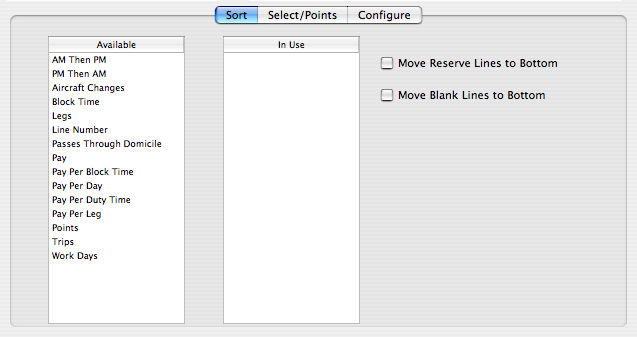 Sort Select/Points Configure
Available
AM Then PM
PM Then AM
Aircraft Changes
Block Time
Legs
Line Number
Passes Through Domicile
Pay
Pay Per Block Time
Pay Per Day
Pay Per Duty Time
Pay Per Leg
Points
Trips
Work Days
In Use
Move Reserve Lines to Bottom
Move Blank Lines to Bottom